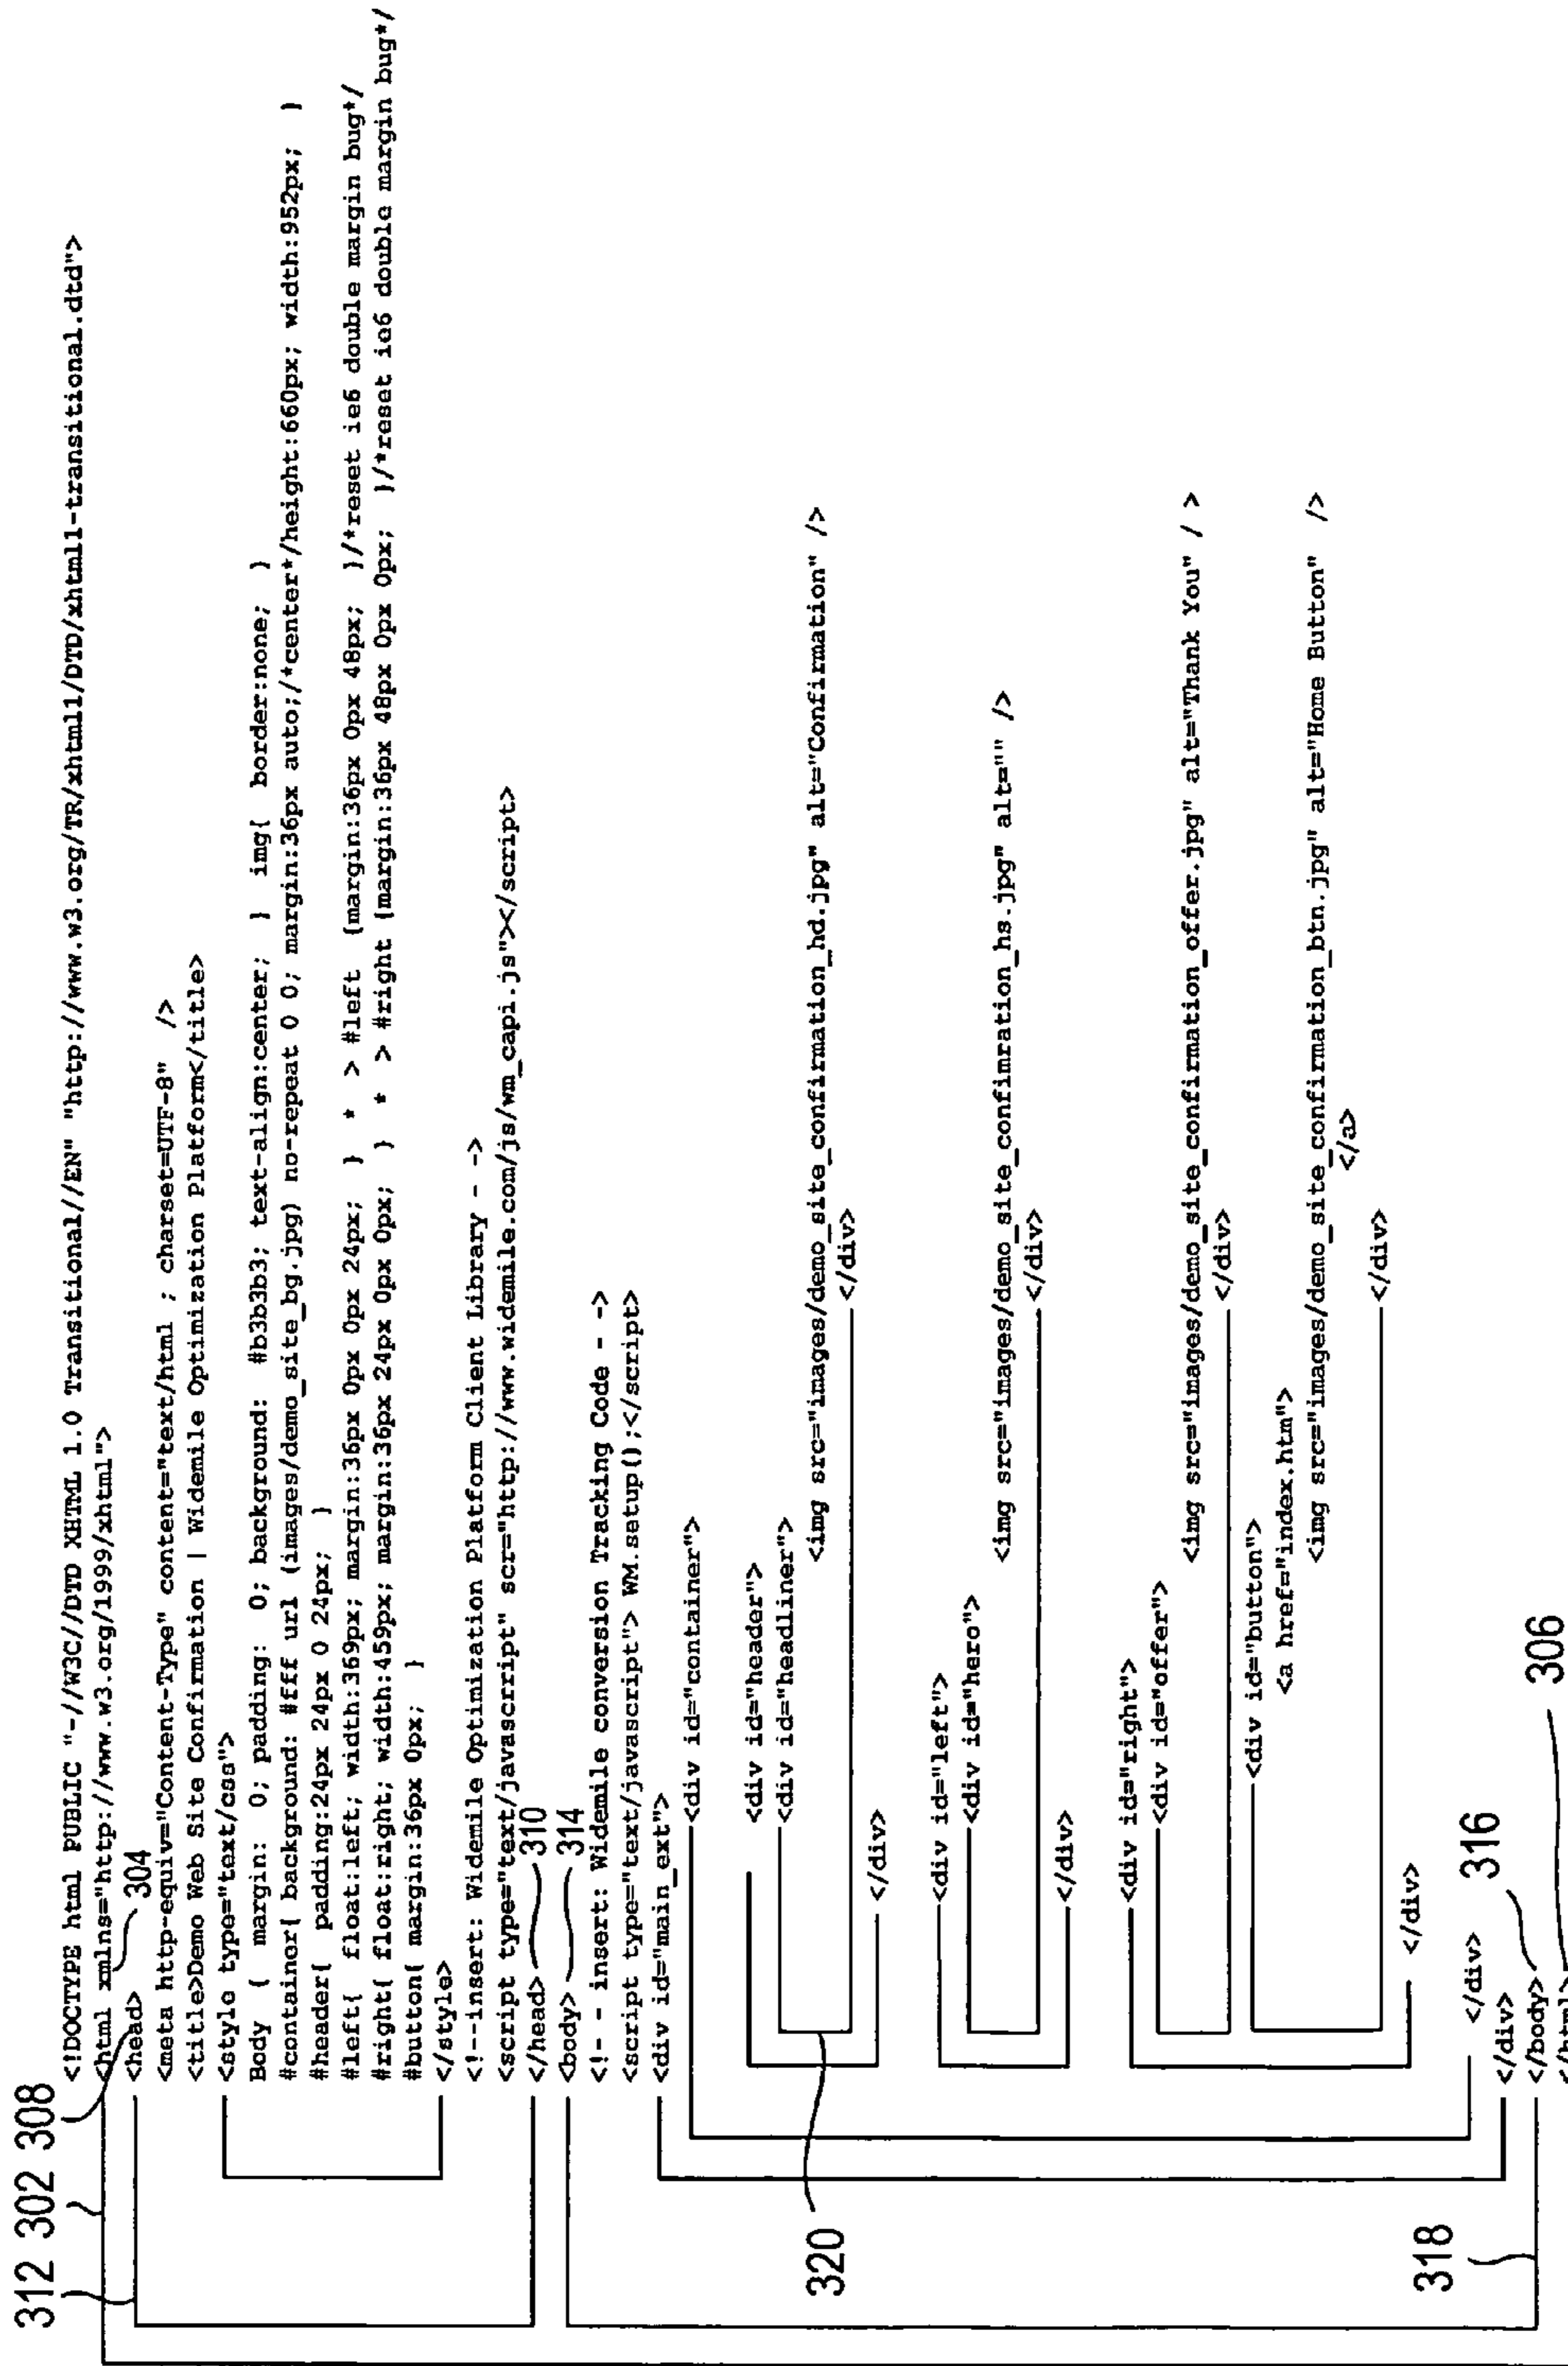 312 302 308
<!DOCTYPE html PUBLIC "-//W3C//DTD XHTML 1.0 Transitional//EN" "http://www.w3.org/TR/xhtml1/DTD/xhtml1-transitional.dtd">
<html xmlns="http://www.w3.org/1999/xhtml">
<head> 304
<meta http-equiv="Content-Type" content="text/html ; charset=UTF-8" />
<title>Demo Web Site Confirmation | Widemile Optimization Platform</title>
<style type="text/css">
Body { margin: 0; padding: 0; background: #b3b3b3; text-align:center; } img{ border:none; }
#container{ background: #fff url (images/demo_site_bg.jpg) no-repeat 0 0; margin:36px auto;/*center*/height:660px; width:952px; }
#header{ padding:24px 24px 0 24px; }
#left{ float:left; width:369px; margin:36px 0px 0px 24px; } * > #left {margin:36px 0px 48px; }/*reset ie6 double margin bug*/
#right{ float:right; width:459px; margin:36px 24px 0px 0px; } * > #right {margin:36px 48px 0px 0px; }/*reset ie6 double margin bug*/
#button{ margin:36px 0px; }
</style>
<!--insert: Widemile Optimization Platform Client Library - ->
<script type="text/javascrript" scr="http://www.widemile.com/js/wm_capi.js"></script>
</head> 310
<body> 314
<!- - insert: Widemile conversion Tracking Code - ->
<script type="text/javascript"> WM.setup();</script>
<div id="main_ext">
<div id="container">
<div id="header">
<div id="headliner">
<img src="images/demo_site_confirmation_hd.jpg" alt="Confirmation" />
</div>
320
</div>
<div id="left">
<div id="hero">
<img src="images/demo_site_confimration_hs.jpg" alt="" />
</div>
</div>
<div id="right">
<div id="offer">
<img src="images/demo_site_confirmation_offer.jpg" alt="Thank You" / >
</div>
<div id="button">
<a href="index.htm">
<img src="images/demo_site_confirmation_btn.jpg" alt="Home Button" />
</a>
</div>
</div>
</div>
</div> 316
318 </body>
</html> 306